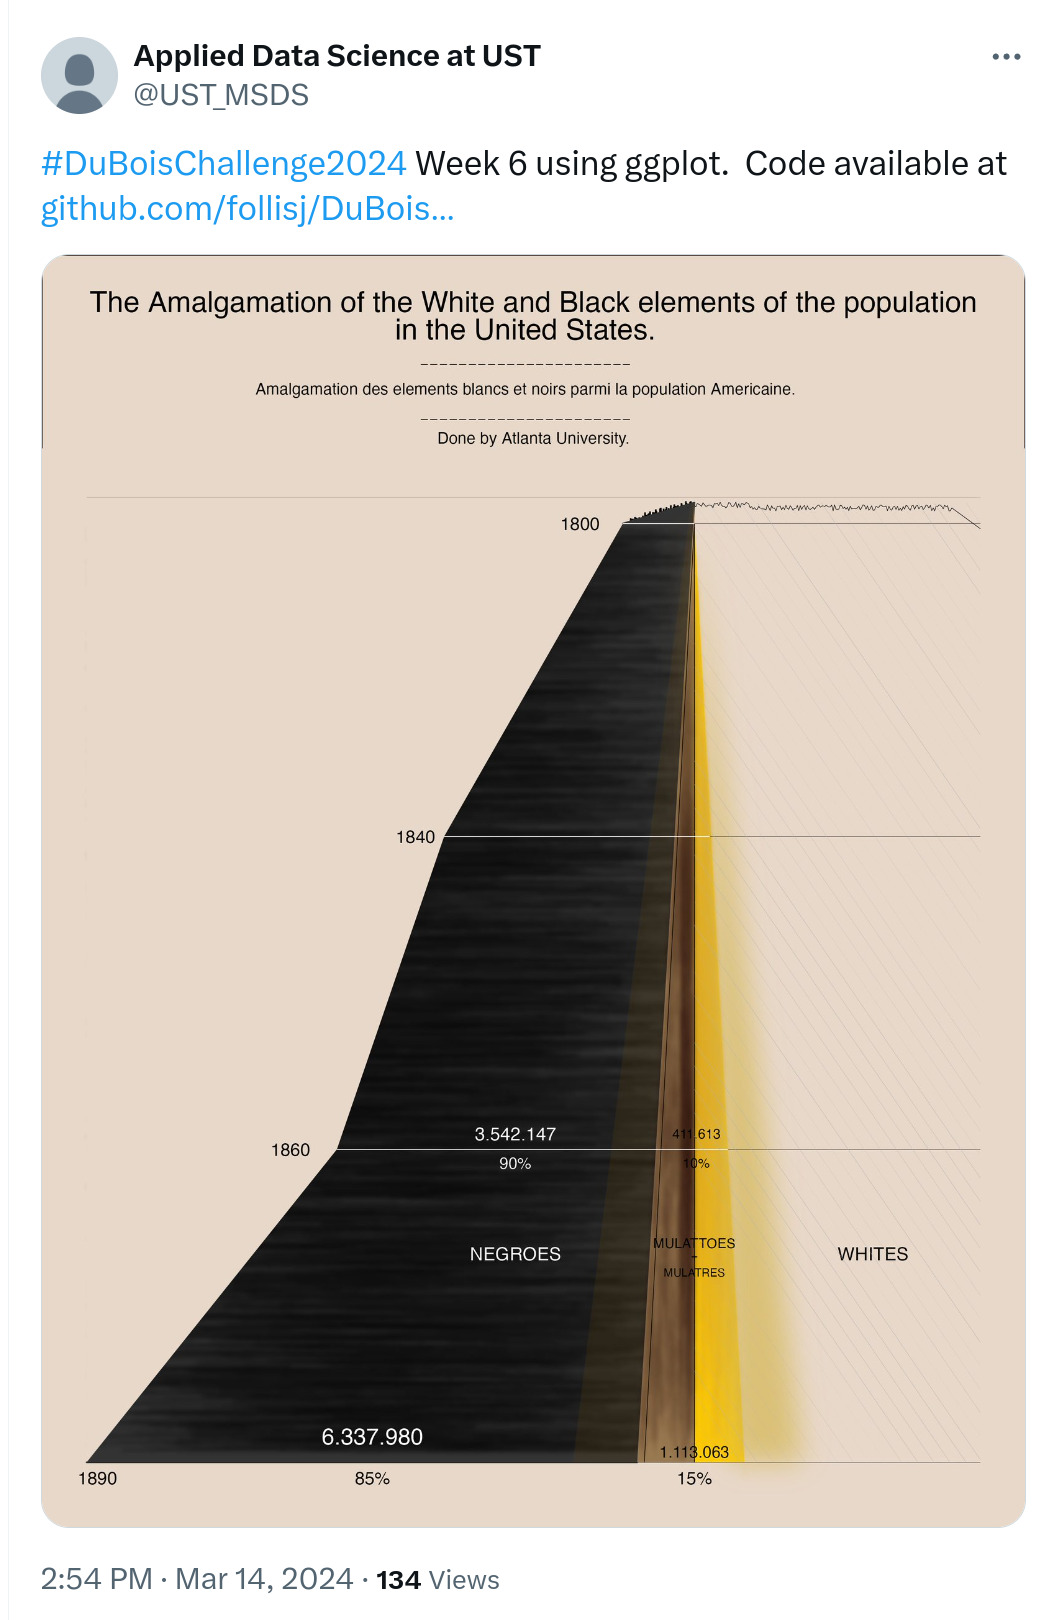 Applied Data Science at UST
@UST_MSDS
#DuBoisChallenge2024 Week 6 using ggplot. Code available at
github.com/follisj/DuBois...
The Amalgamation of the White and Black elements of the population
in the United States.
Amalgamation des elements blancs et noirs parmi la population Americaine.
Done by Atlanta University.
1800
1840
3.542.147 411.613
1860
90% 10%
MULATTOES
NEGROES WHITES
MULATRES
6.337.980
1.113.063
1890 85% 15%
2:54 PM · Mar 14, 2024 · 134 Views